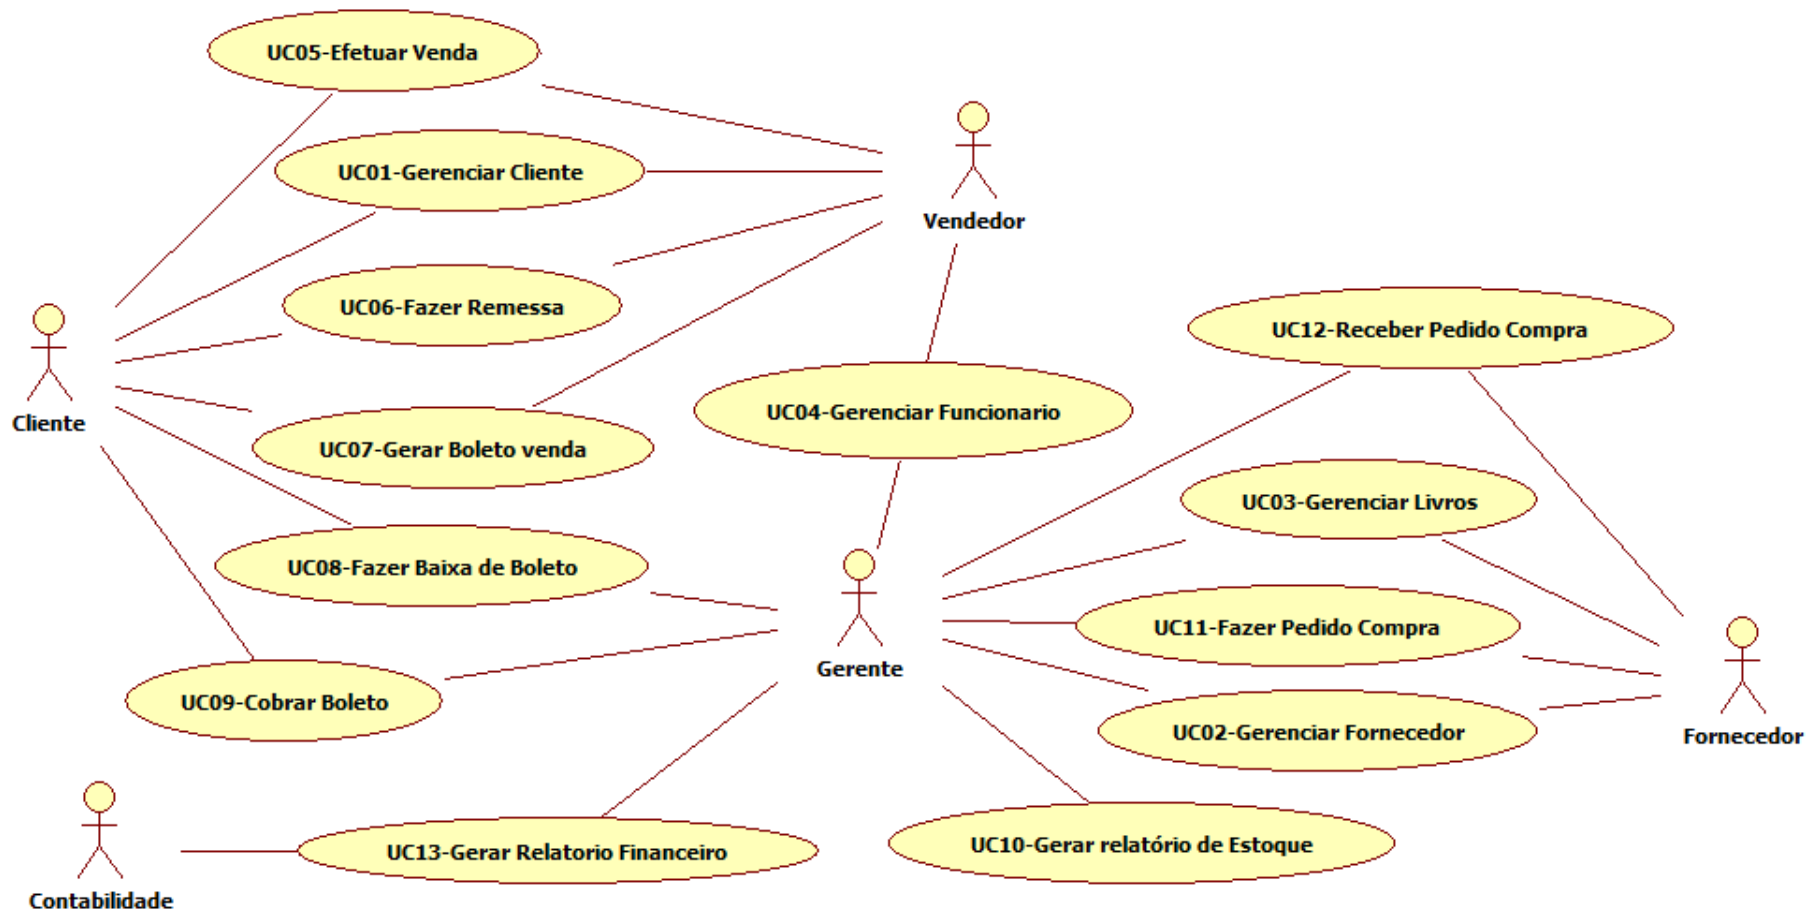 UC05-Efetuar Venda
UC01-Gerenciar Cliente
Vendedor
UC06-Fazer Remessa
UC12-Receber Pedido Compra
Cliente
UC04-Gerenciar Funcionario
UC07-Gerar Boleto venda
UC03-Gerenciar Livros
UC08-Fazer Baixa de Boleto
UC11-Fazer Pedido Compra
Gerente
UC09-Cobrar Boleto
UC02-Gerenciar Fornecedor
Fornecedor
UC13-Gerar Relatorio Financeiro
UC10-Gerar relatório de Estoque
Contabilidade